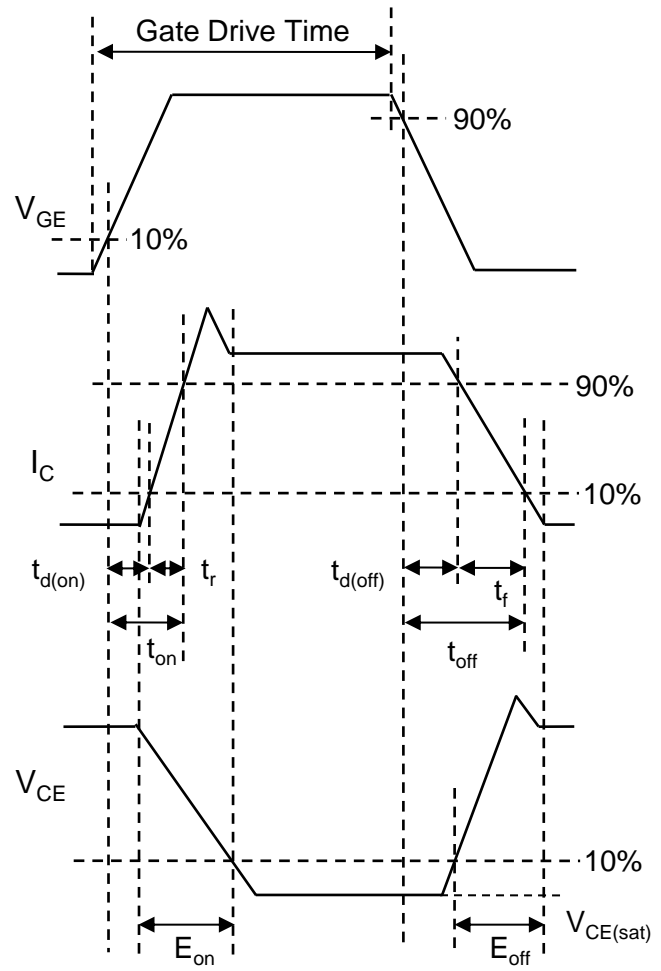 Gate Drive Time
90%
V_GE
10%
90%
I_C
10%
t_d(on)
t_r
t_d(off)
t_f
t_on
t_off
V_CE
10%
V_CE(sat)
E_on
E_off